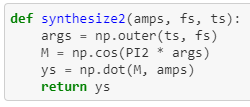 def synthesize2(amps, fs, ts):
    args = np.outer(ts, fs)
    M = np.cos(PI2 * args)
    ys = np.dot(M, amps)
    return ys